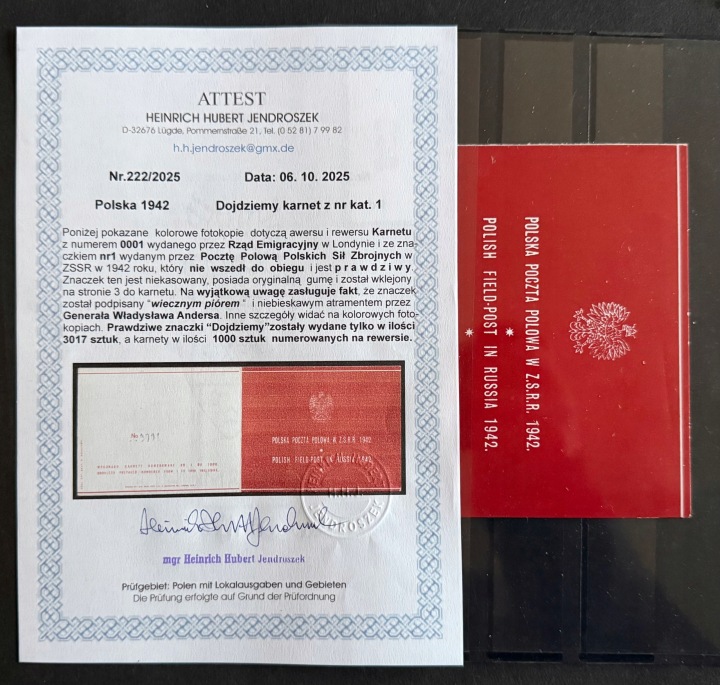 ATTEST
HEINRICH HUBERT JENDROSZEK
D-32676 Lügde, Pommernstraße 21, Tel. (0 52 81) 7 99 82
h.h.jendroszek@gmx.de
Nr.222/2025 Data: 06. 10. 2025
Polska 1942 Dojdziemy karnet z nr kat. 1
Poniżej pokazane kolorowe fotokopie dotyczą awersu i rewersu Karnetu
z numerem 0001 wydanego przez Rząd Emigracyjny w Londynie i ze zna-
czkiem nr1 wydanym przez Pocztę Polową Polskich Sił Zbrojnych w
ZSSR w 1942 roku, który nie wszedł do obiegu i jest p r a w d z i w y
Znaczek ten jest niekasowany, posiada oryginalną gumę i został wklejony
na stronie 3 do karnetu. Na wyjątkową uwagę zasługuje fakt, że znaczek
został podpisany "wiecznym piórem" i niebieskawym atramentem przez
Generała Władysława Andersa. Inne szczegóły widać na kolorowych foto-
kopiach. Prawdziwe znaczki "Dojdziemy"zostały wydane tylko w ilości
3017 sztuk, a karnety w ilości 1000 sztuk numerowanych na rewersie.
POLSKA POCZTA POLOWA W Z.S.R.R. 1942.
POLISH FIELD-POST IN RUSSIA 1942.
mgr Heinrich Hubert Jendroszek
Prüfgebiet: Polen mit Lokalausgaben und Gebieten
Die Prüfung erfolgte auf Grund der Prüfordnung
POLSKA POCZTA POLOWA W Z.S.R.R. 1942.
POLISH FIELD-POST IN RUSSIA 1942.